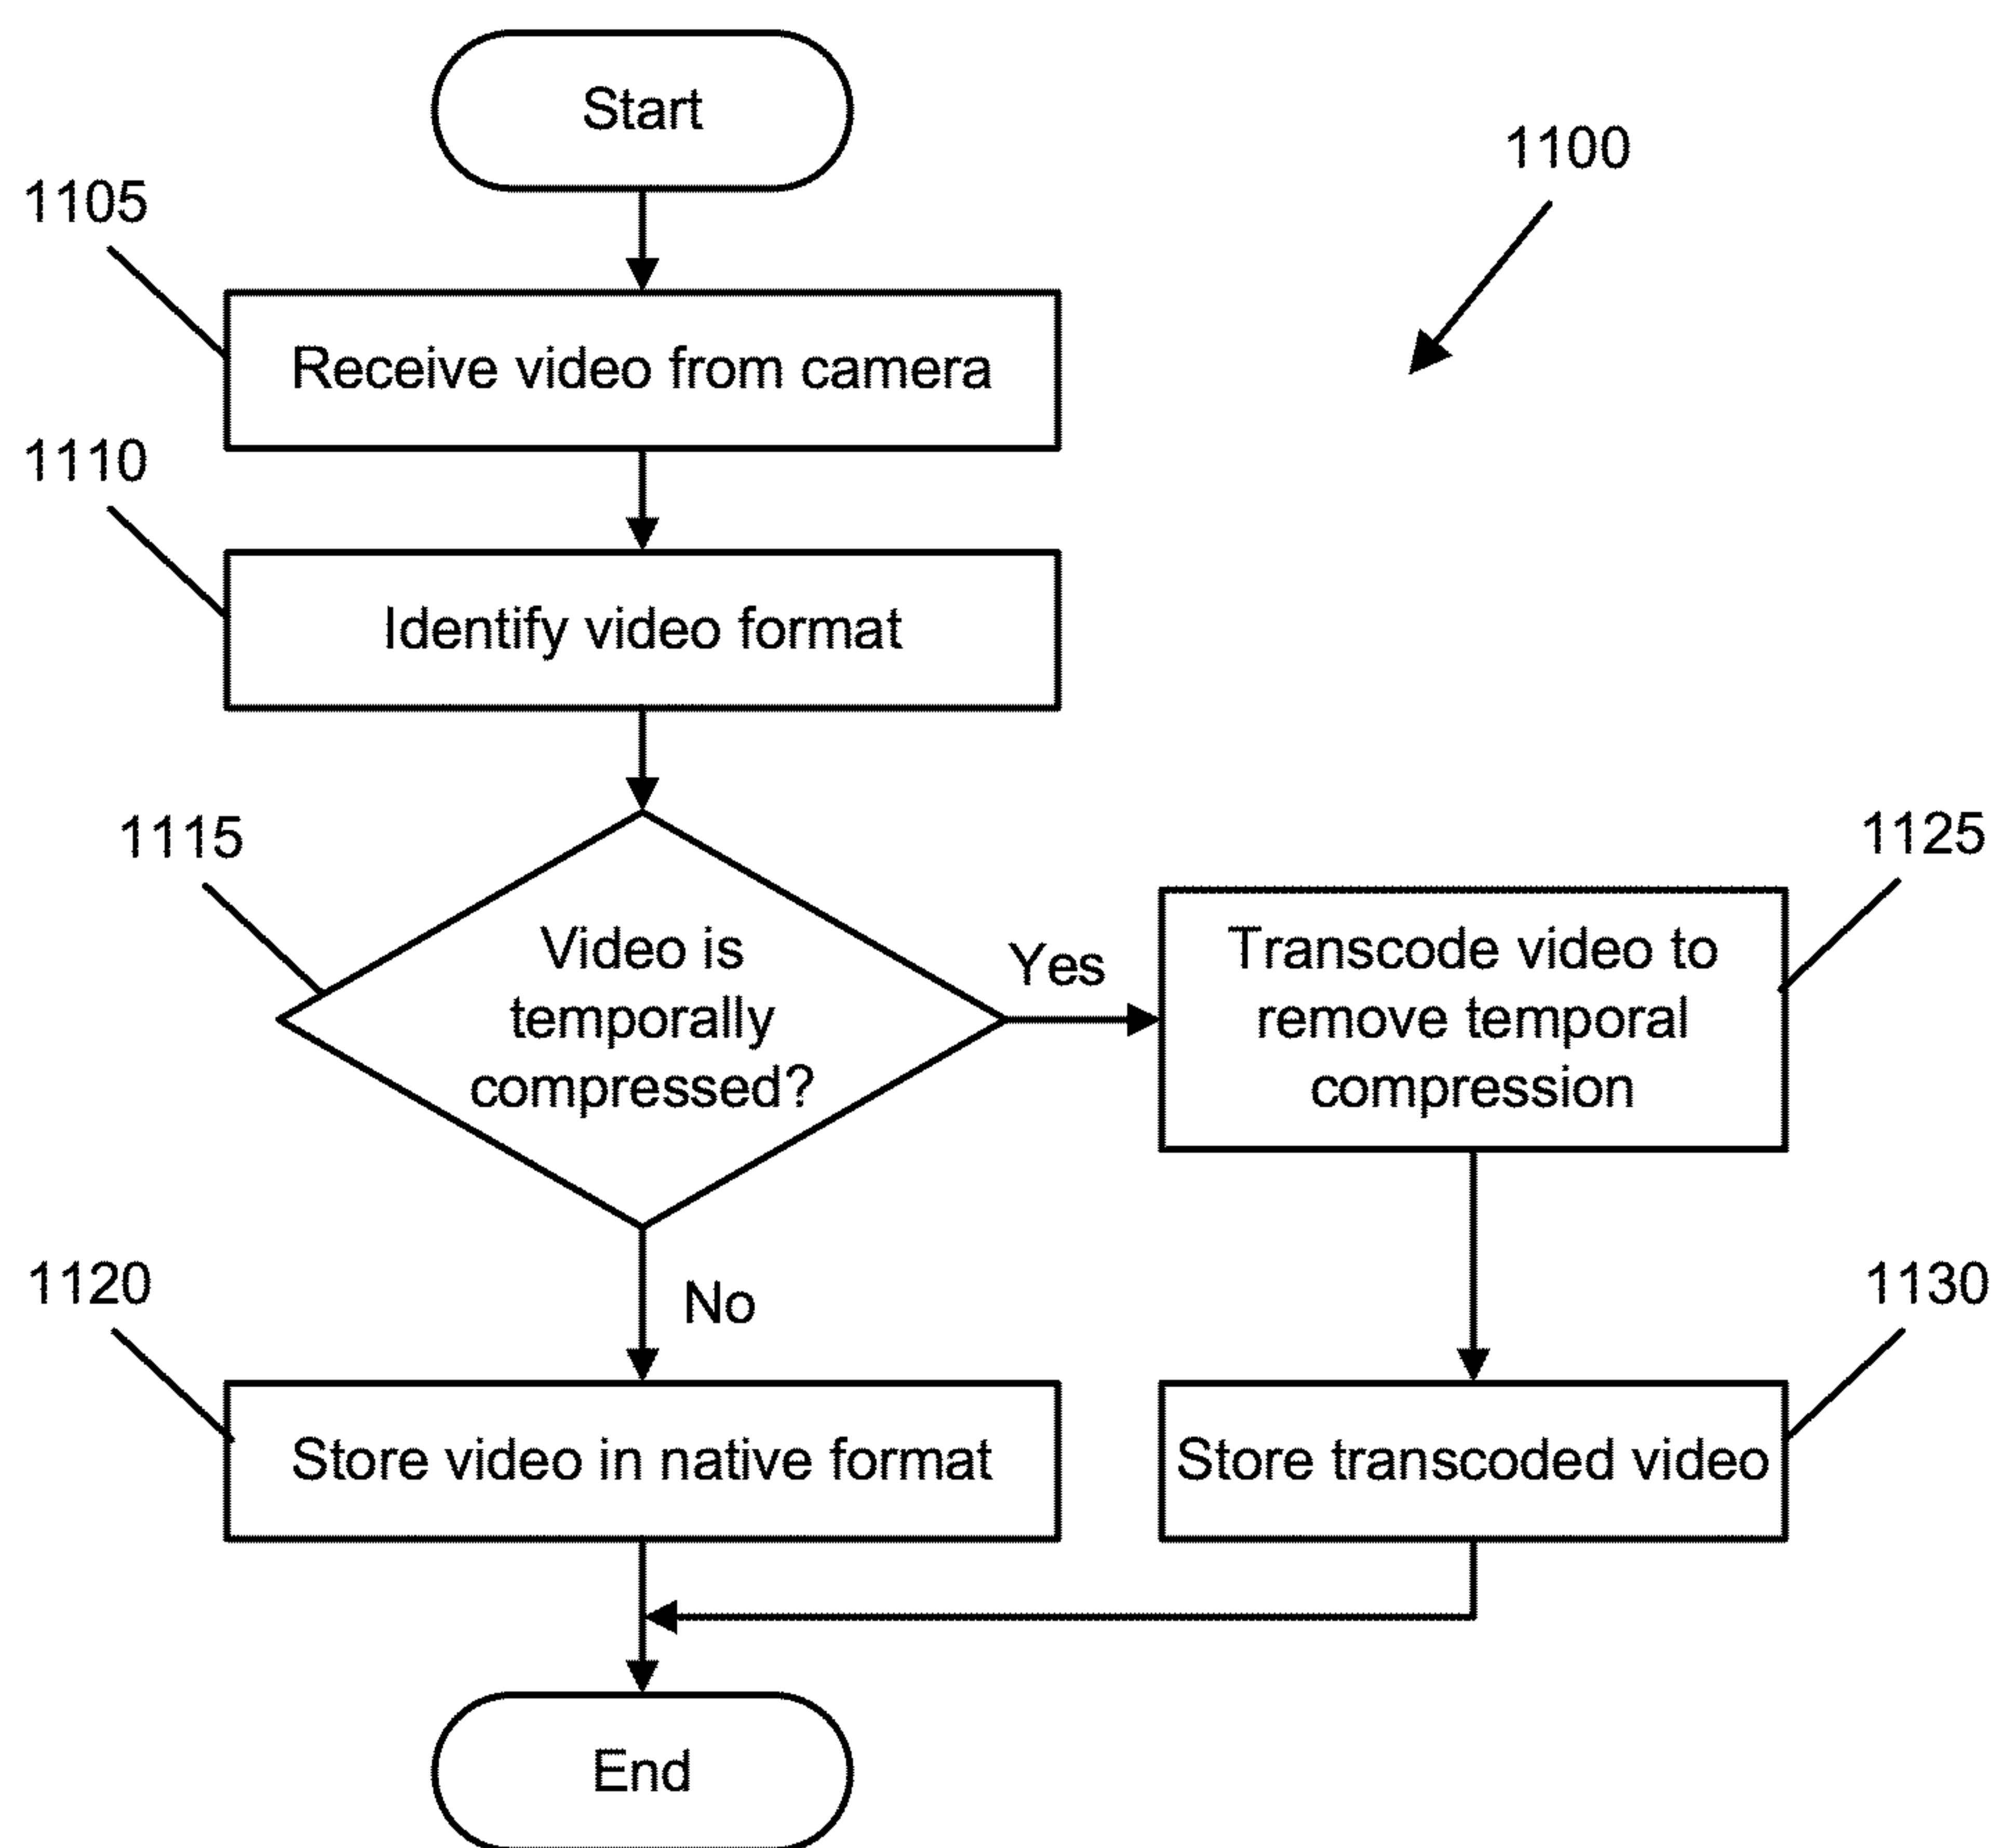 Start
1100
1105
Receive video from camera
1110
Identify video format
1115
Video is
temporally
compressed?
Yes
1125
Transcode video to
remove temporal
compression
No
1120
Store video in native format
1130
Store transcoded video
End